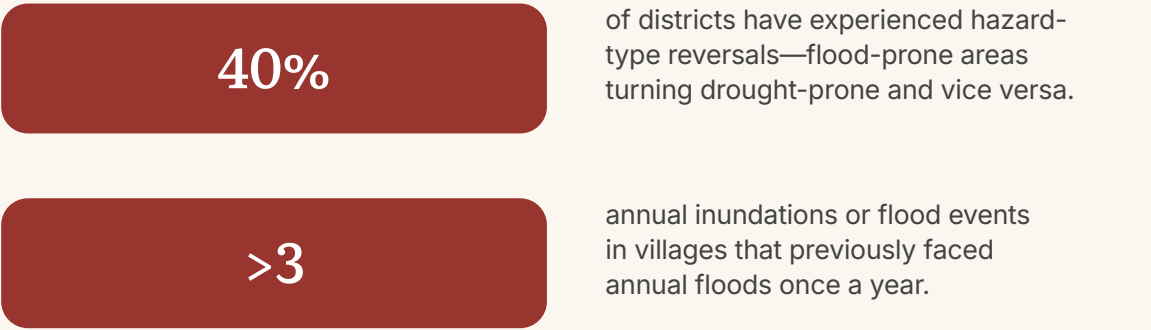 40%
of districts have experienced hazard-
type reversals—flood-prone areas
turning drought-prone and vice versa.
>3
annual inundations or flood events
in villages that previously faced
annual floods once a year.